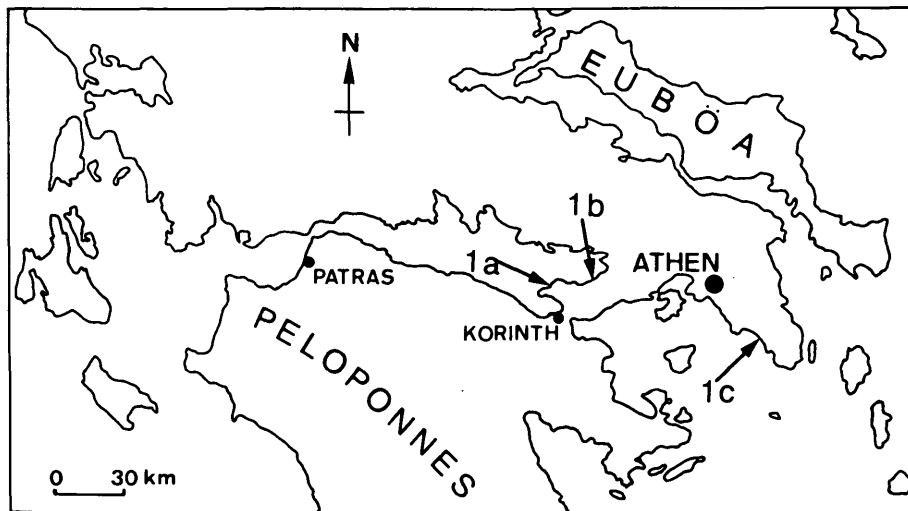 N
EUBÖA
1b
1a
ATHEN
PATRAS
KORINTH
PELOPONNES
1c
0 30 km